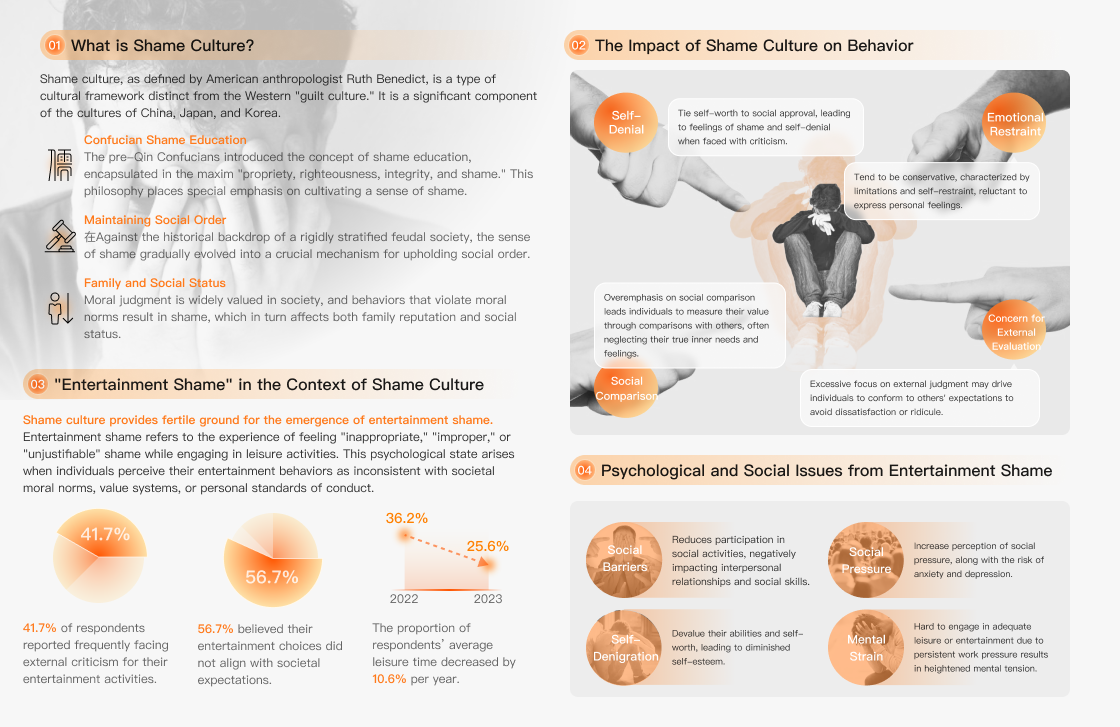 01 What is Shame Culture?
Shame culture, as defined by American anthropologist Ruth Benedict, is a type of
cultural framework distinct from the Western "guilt culture." It is a significant component
of the cultures of China, Japan, and Korea.
Confucian Shame Education
The pre-Qin Confucians introduced the concept of shame education,
encapsulated in the maxim "propriety, righteousness, integrity, and shame." This
philosophy places special emphasis on cultivating a sense of shame.
Maintaining Social Order
在Against the historical backdrop of a rigidly stratified feudal society, the sense
of shame gradually evolved into a crucial mechanism for upholding social order.
Family and Social Status
Moral judgment is widely valued in society, and behaviors that violate moral
norms result in shame, which in turn affects both family reputation and social
status.
02 The Impact of Shame Culture on Behavior
Self-
Denial
Tie self-worth to social approval, leading
to feelings of shame and self-denial
when faced with criticism.
Emotional
Restraint
Tend to be conservative, characterized by
limitations and self-restraint, reluctant to
express personal feelings.
Overemphasis on social comparison
leads individuals to measure their value
through comparisons with others, often
neglecting their true inner needs and
feelings.
Social
Comparison
Concern for
External
Evaluation
Excessive focus on external judgment may drive
individuals to conform to others' expectations to
avoid dissatisfaction or ridicule.
03 "Entertainment Shame" in the Context of Shame Culture
Shame culture provides fertile ground for the emergence of entertainment shame.
Entertainment shame refers to the experience of feeling "inappropriate," "improper," or
"unjustifiable" shame while engaging in leisure activities. This psychological state arises
when individuals perceive their entertainment behaviors as inconsistent with societal
moral norms, value systems, or personal standards of conduct.
41.7%
41.7% of respondents
reported frequently facing
external criticism for their
entertainment activities.
56.7%
56.7% believed their
entertainment choices did
not align with societal
expectations.
36.2%
25.6%
2022 2023
The proportion of
respondents' average
leisure time decreased by
10.6% per year.
04 Psychological and Social Issues from Entertainment Shame
Social
Barriers
Reduces participation in
social activities, negatively
impacting interpersonal
relationships and social skills.
Social
Pressure
Increase perception of social
pressure, along with the risk of
anxiety and depression.
Self-
Denigration
Devalue their abilities and self-
worth, leading to diminished
self-esteem.
Mental
Strain
Hard to engage in adequate
leisure or entertainment due to
persistent work pressure results
in heightened mental tension.